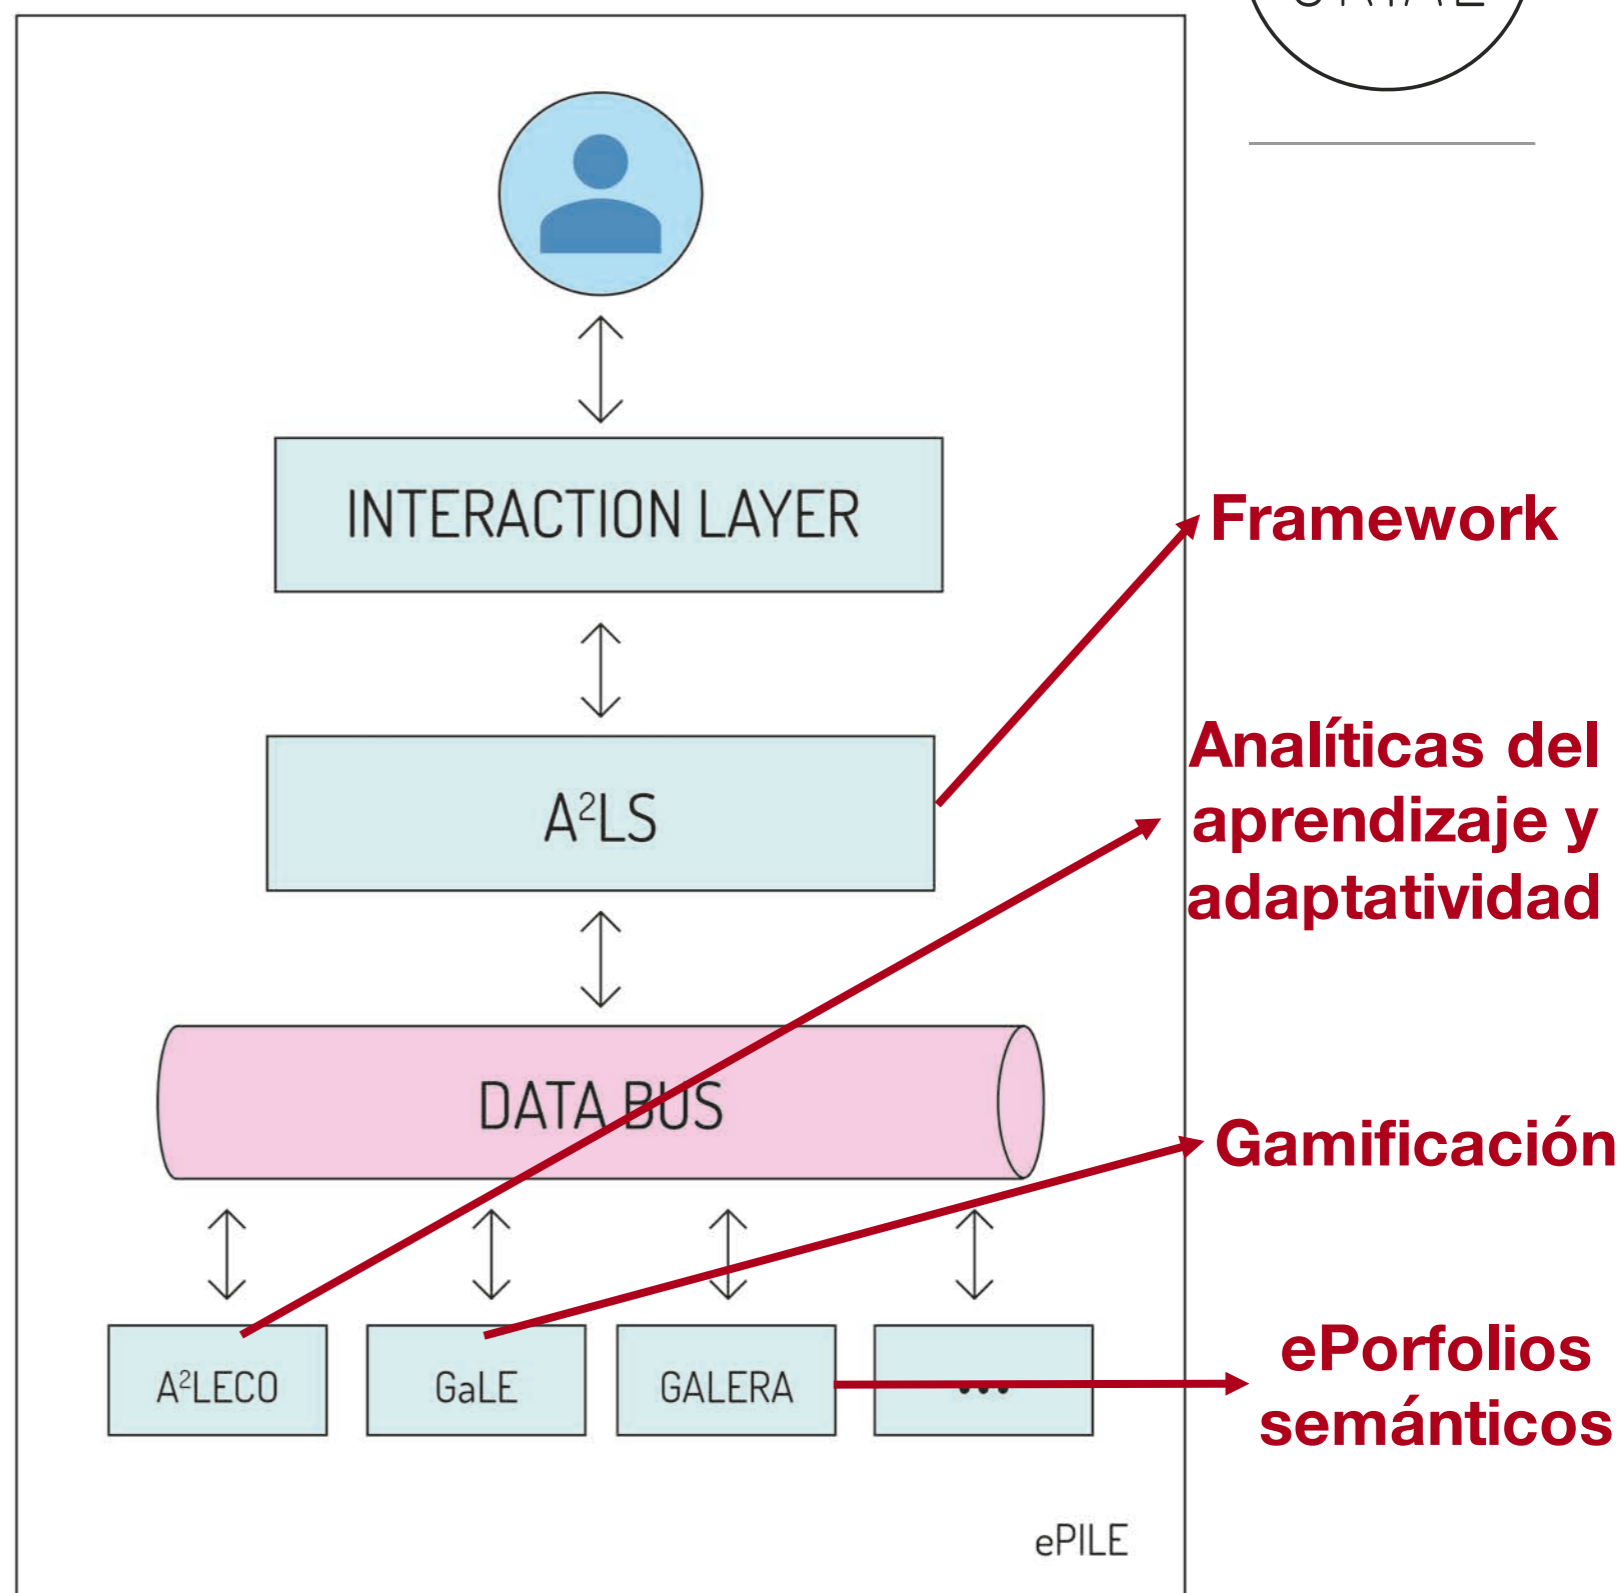 INTERACTION LAYER
Framework
A²LS
Analíticas del
aprendizaje y
adaptatividad
DATA BUS
Gamificación
A²LECO
GaLE
GALERA
...
ePorfolios
semánticos
ePILE